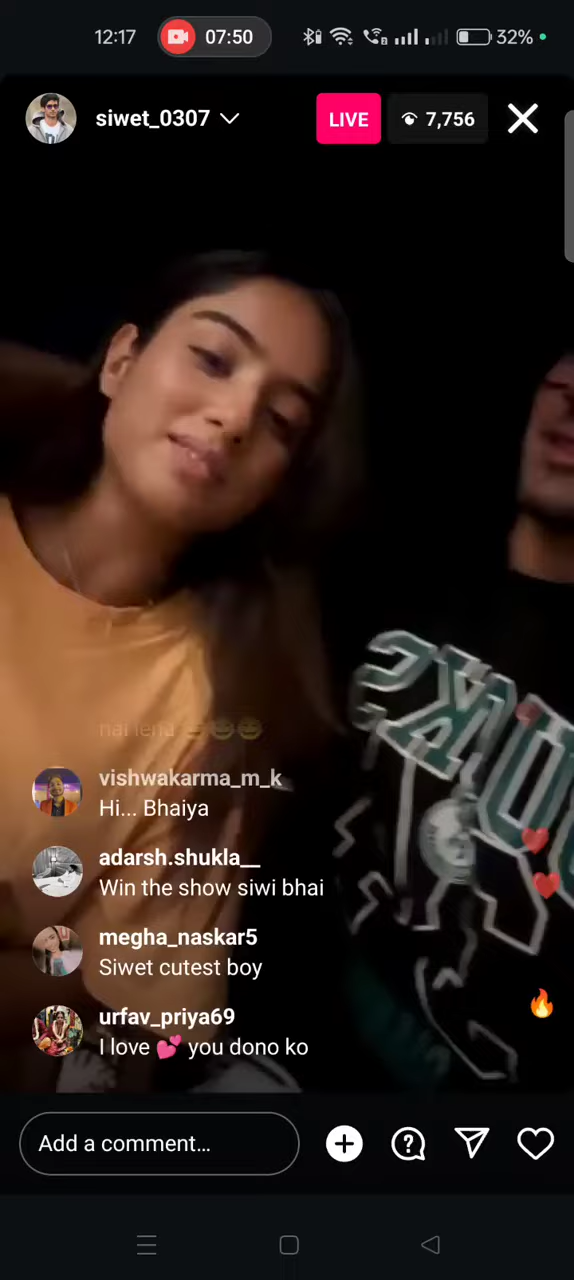 12:17
07:50
32%
siwet_0307
LIVE
7,756
vishwakarma_m_k
Hi... Bhaiya
adarsh.shukla__
Win the show siwi bhai
megha_naskar5
Siwet cutest boy
urfav_priya69
I love 💕 you dono ko
Add a comment...